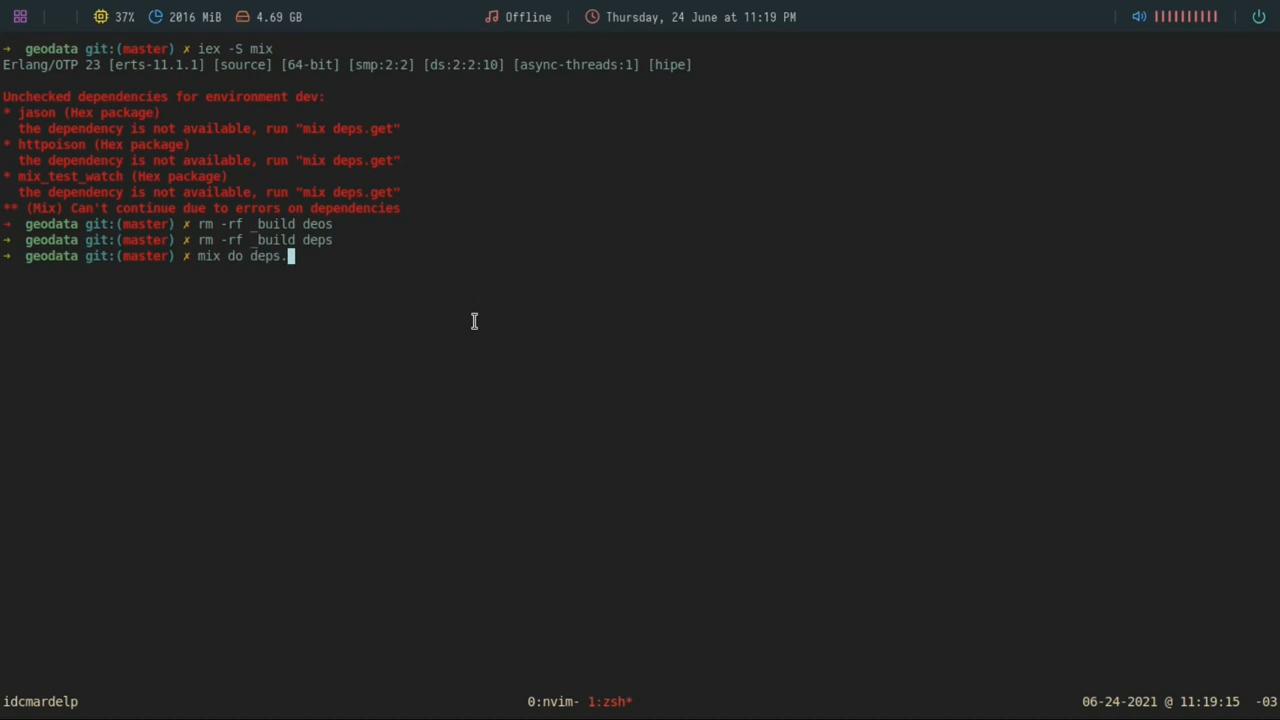 37% 2016 MiB 4.69 GB Offline Thursday, 24 June at 11:19 PM
→ geodata git:(master) ✗ iex -S mix
Erlang/OTP 23 [erts-11.1.1] [source] [64-bit] [smp:2:2] [ds:2:2:10] [async-threads:1] [hipe]
Unchecked dependencies for environment dev:
* jason (Hex package)
the dependency is not available, run "mix deps.get"
* httpoison (Hex package)
the dependency is not available, run "mix deps.get"
* mix_test_watch (Hex package)
the dependency is not available, run "mix deps.get"
** (Mix) Can't continue due to errors on dependencies
→ geodata git:(master) ✗ rm -rf _build deos
→ geodata git:(master) ✗ rm -rf _build deps
→ geodata git:(master) ✗ mix do deps.
idcmardelp 0:nvim- 1:zsh* 06-24-2021 @ 11:19:15 -03